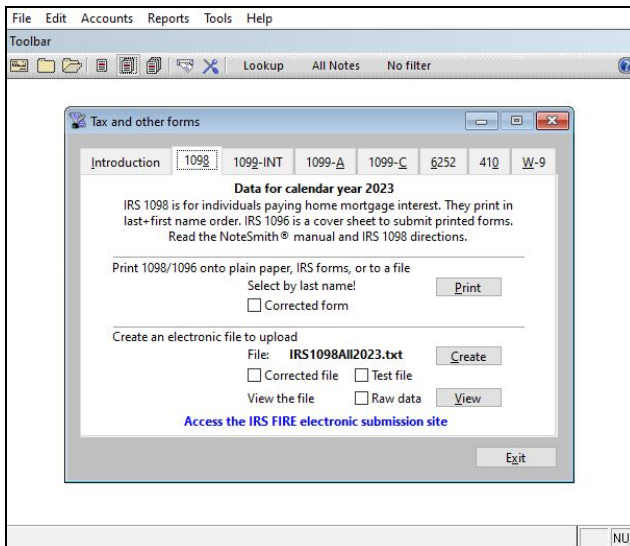 File Edit Accounts Reports Tools Help
Toolbar
Lookup All Notes No filter
Tax and other forms
Introduction 1098 1099-INT 1099-A 1099-C 6252 410 W-9
Data for calendar year 2023
IRS 1098 is for individuals paying home mortgage interest. They print in
last+first name order. IRS 1096 is a cover sheet to submit printed forms.
Read the NoteSmith® manual and IRS 1098 directions.
Print 1098/1096 onto plain paper, IRS forms, or to a file
Select by last name! Print
Corrected form
Create an electronic file to upload
File: IRS1098All2023.txt Create
Corrected file Test file
View the file Raw data View
Access the IRS FIRE electronic submission site
Exit
NU